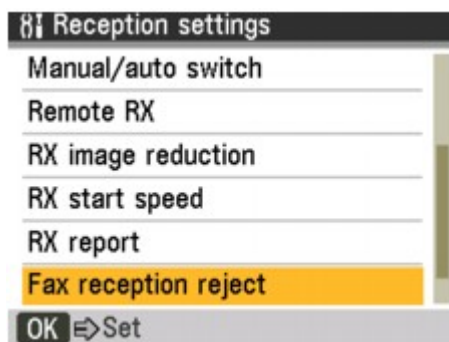 Reception settings
Manual/auto switch
Remote RX
RX image reduction
RX start speed
RX report
Fax reception reject
OK ⇨Set